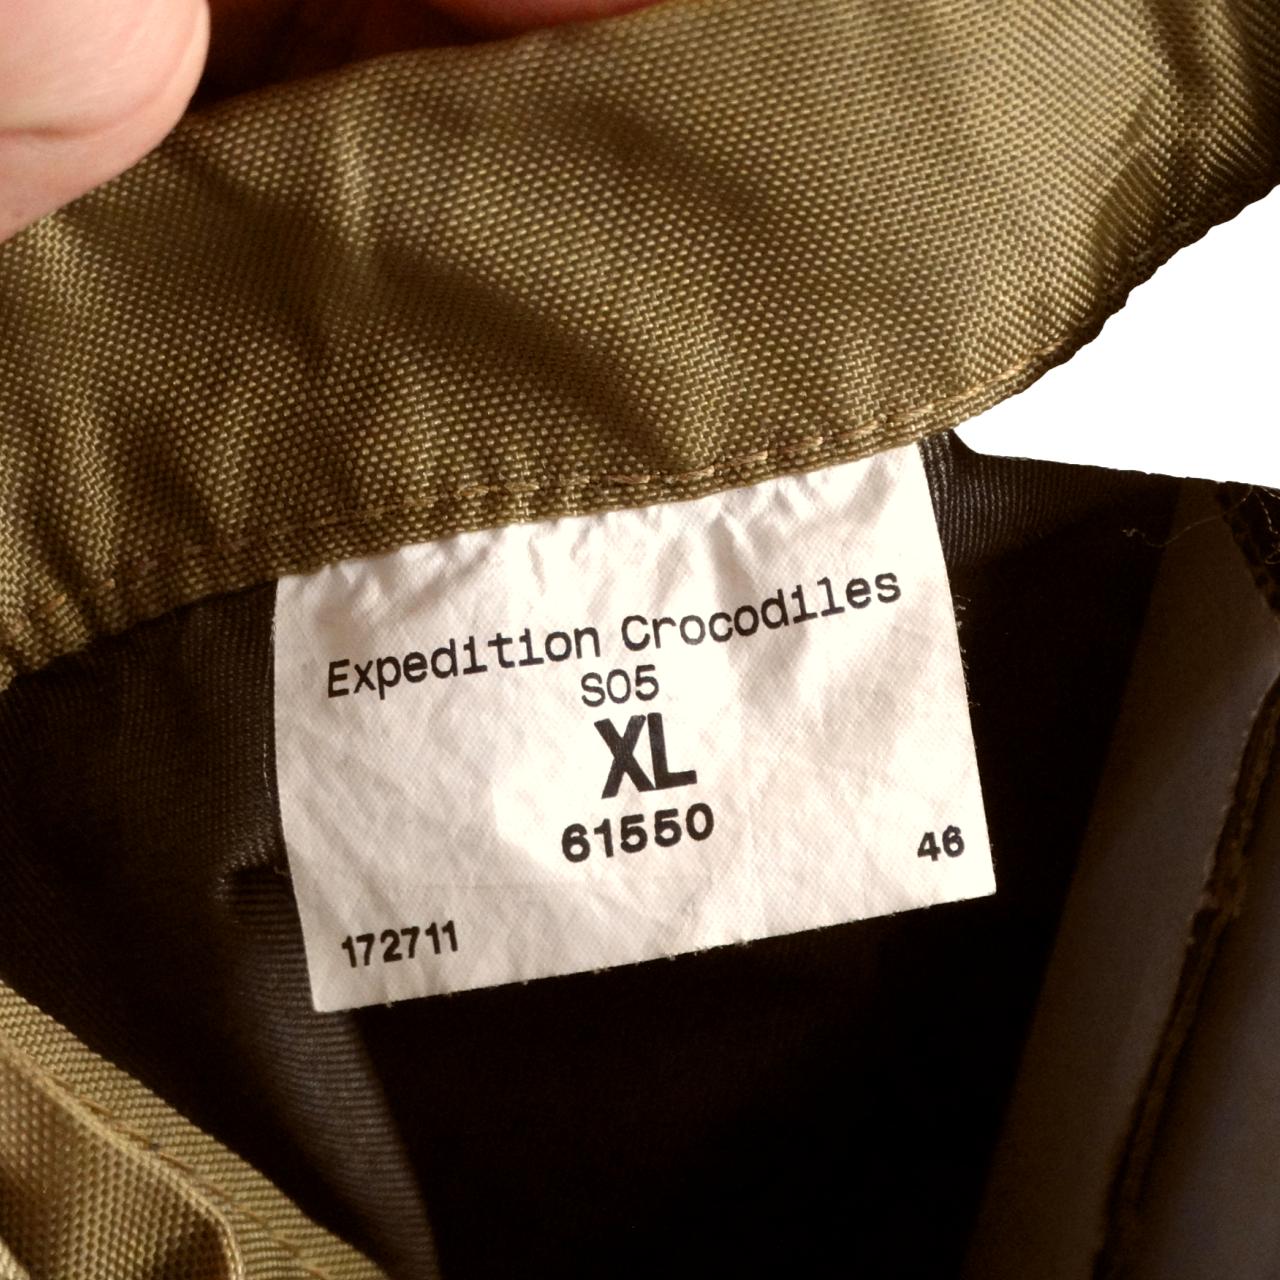 Expedition Crocodiles
S05
XL
61550
46
172711